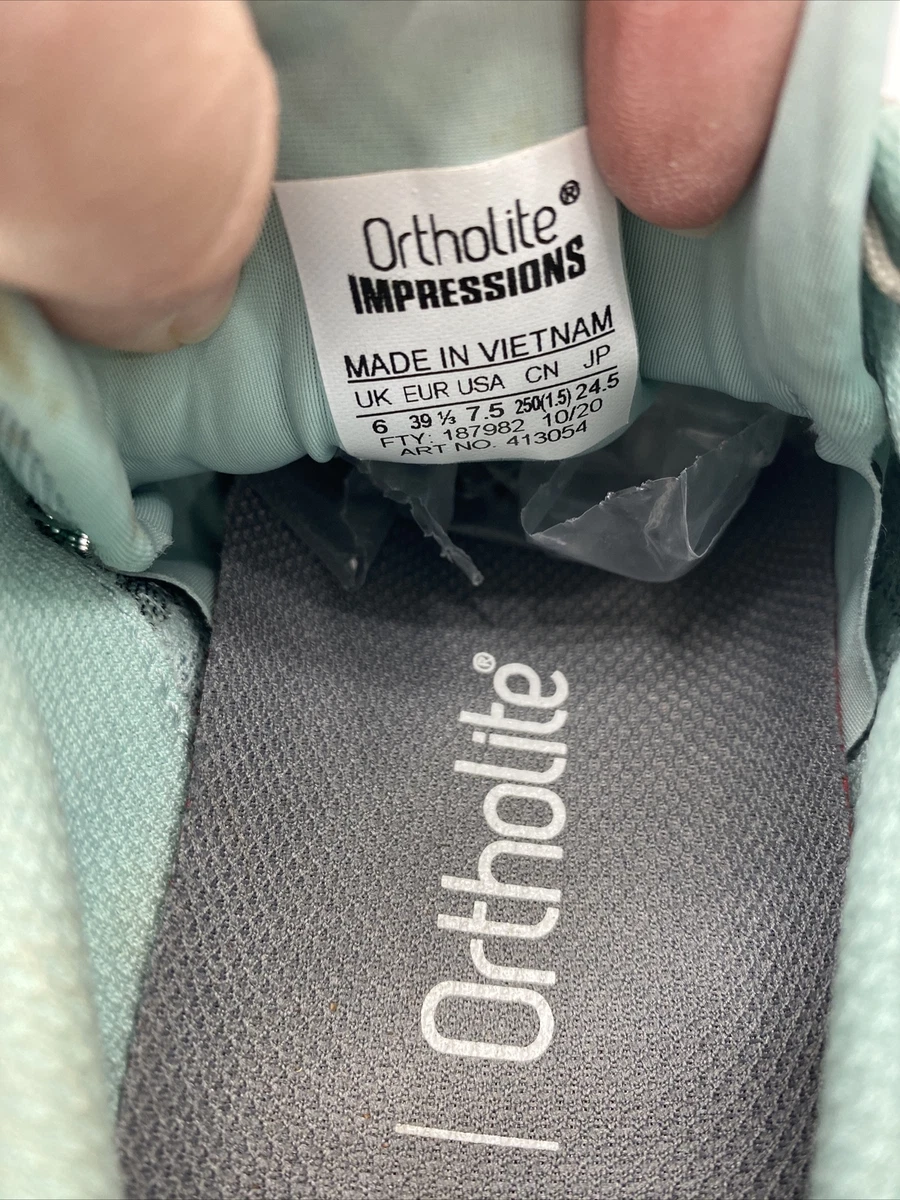 Ortholite®
IMPRESSIONS
MADE IN VIETNAM
UK EUR USA CN JP
6 39 ⅓ 7.5 250(1.5) 24.5
FTY: 187982 10/20
ART NO. 413054
Ortholite®